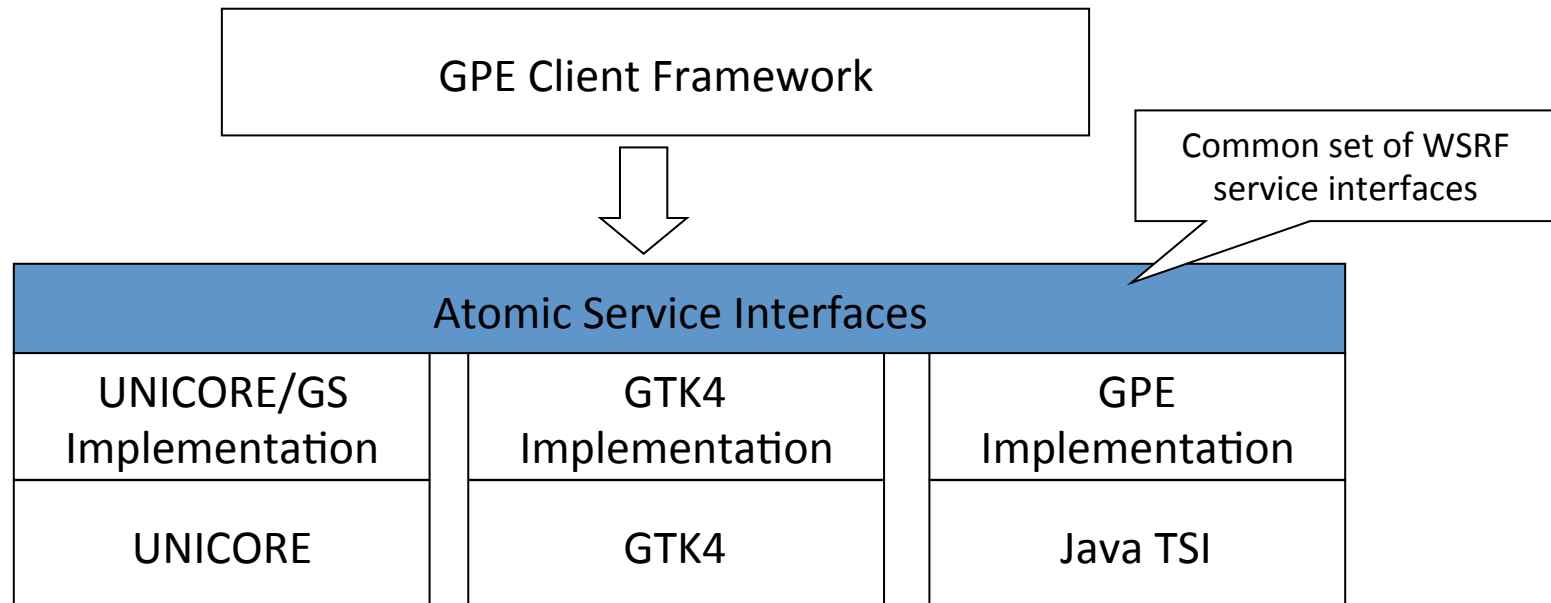 GPE Client Framework
Common set of WSRF
service interfaces
Atomic Service Interfaces
UNICORE/GS
Implementation
GTK4
Implementation
GPE
Implementation
UNICORE
GTK4
Java TSI